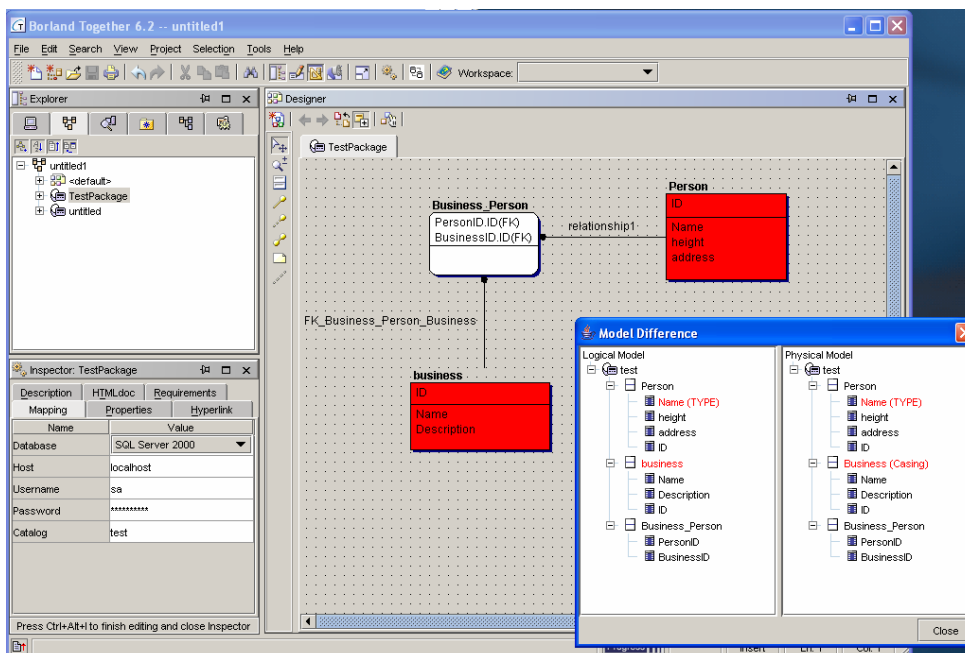 Borland Together 6.2 -- untitled1
File Edit Search View Project Selection Tools Help
Workspace:
Explorer
untitled1
<default>
TestPackage
untitled
Inspector: TestPackage
Description HTMLdoc Requirements
Mapping Properties Hyperlink
Name Value
Database SQL Server 2000
Host localhost
Username sa
Password **********
Catalog test
Press Ctrl+Alt+I to finish editing and close Inspector
Designer
TestPackage
Business_Person
PersonID.ID(FK)
BusinessID.ID(FK)
relationship1
Person
ID
Name
height
address
FK_Business_Person_Business
business
ID
Name
Description
Model Difference
Logical Model
test
Person
Name (TYPE)
height
address
ID
business
Name
Description
ID
Business_Person
PersonID
BusinessID
Physical Model
test
Person
Name (TYPE)
height
address
ID
Business (Casing)
Name
Description
ID
Business_Person
PersonID
BusinessID
Close